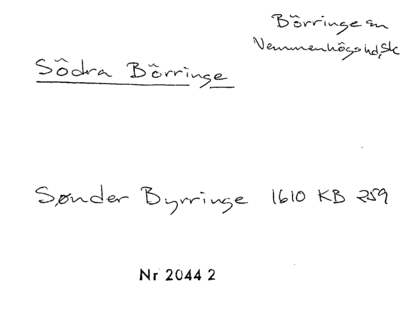 Börringe sn
Vemmenhögs hd, Sk
Södra Börringe
Sønder Byrringe 1610 KB 259
Nr 2044 2